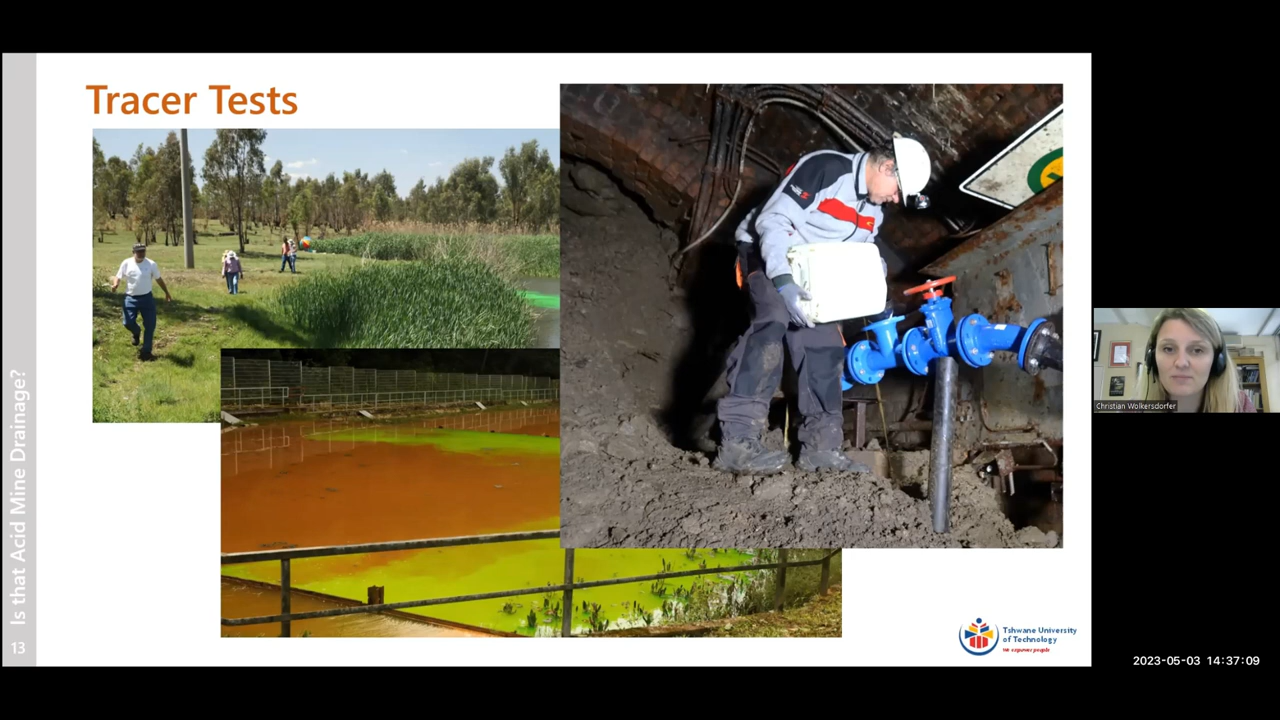 Tracer Tests
Is that Acid Mine Drainage?
13
Tshwane University
of Technology
We empower people
Christian Wolkersdorfer
2023-05-03 14:37:09